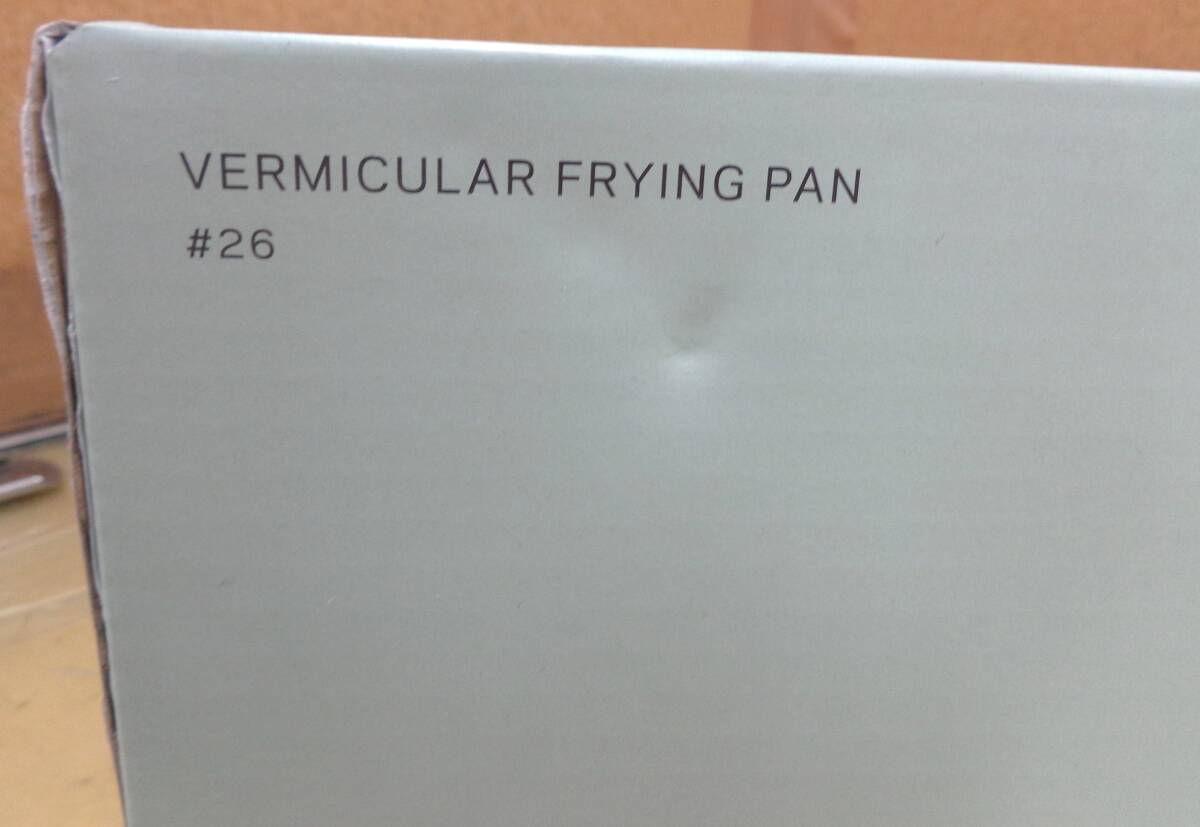 VERMICULAR FRYING PAN
#26